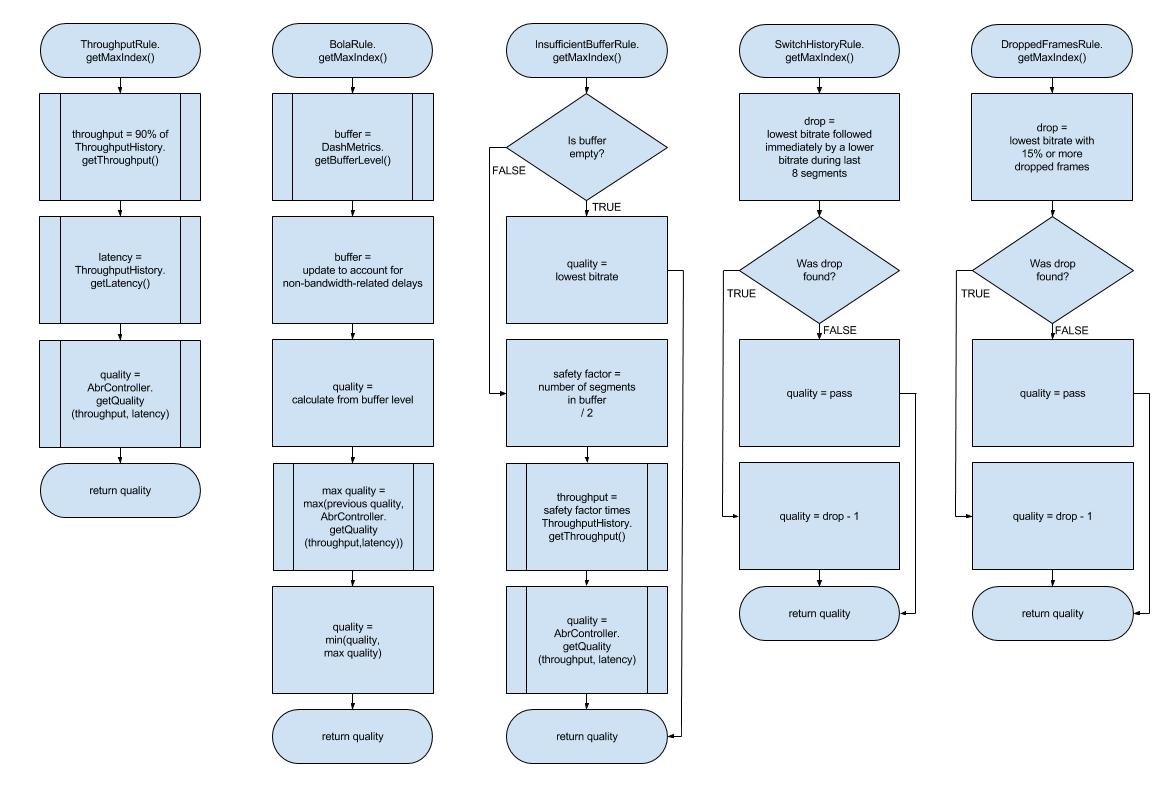 ThroughputRule.
getMaxIndex()
throughput = 90% of
ThroughputHistory.
getThroughput()
latency =
ThroughputHistory.
getLatency()
quality =
AbrController.
getQuality
(throughput, latency)
return quality
BolaRule.
getMaxIndex()
buffer =
DashMetrics.
getBufferLevel()
buffer =
update to account for
non-bandwidth-related delays
quality =
calculate from buffer level
max quality =
max(previous quality,
AbrController.
getQuality
(throughput,latency))
quality =
min(quality,
max quality)
return quality
InsufficientBufferRule.
getMaxIndex()
Is buffer
empty?
FALSE
TRUE
quality =
lowest bitrate
safety factor =
number of segments
in buffer
/ 2
throughput =
safety factor times
ThroughputHistory.
getThroughput()
quality =
AbrController.
getQuality
(throughput, latency)
return quality
SwitchHistoryRule.
getMaxIndex()
drop =
lowest bitrate followed
immediately by a lower
bitrate during last
8 segments
Was drop
found?
TRUE
FALSE
quality = pass
quality = drop - 1
return quality
DroppedFramesRule.
getMaxIndex()
drop =
lowest bitrate with
15% or more
dropped frames
Was drop
found?
TRUE
FALSE
quality = pass
quality = drop - 1
return quality